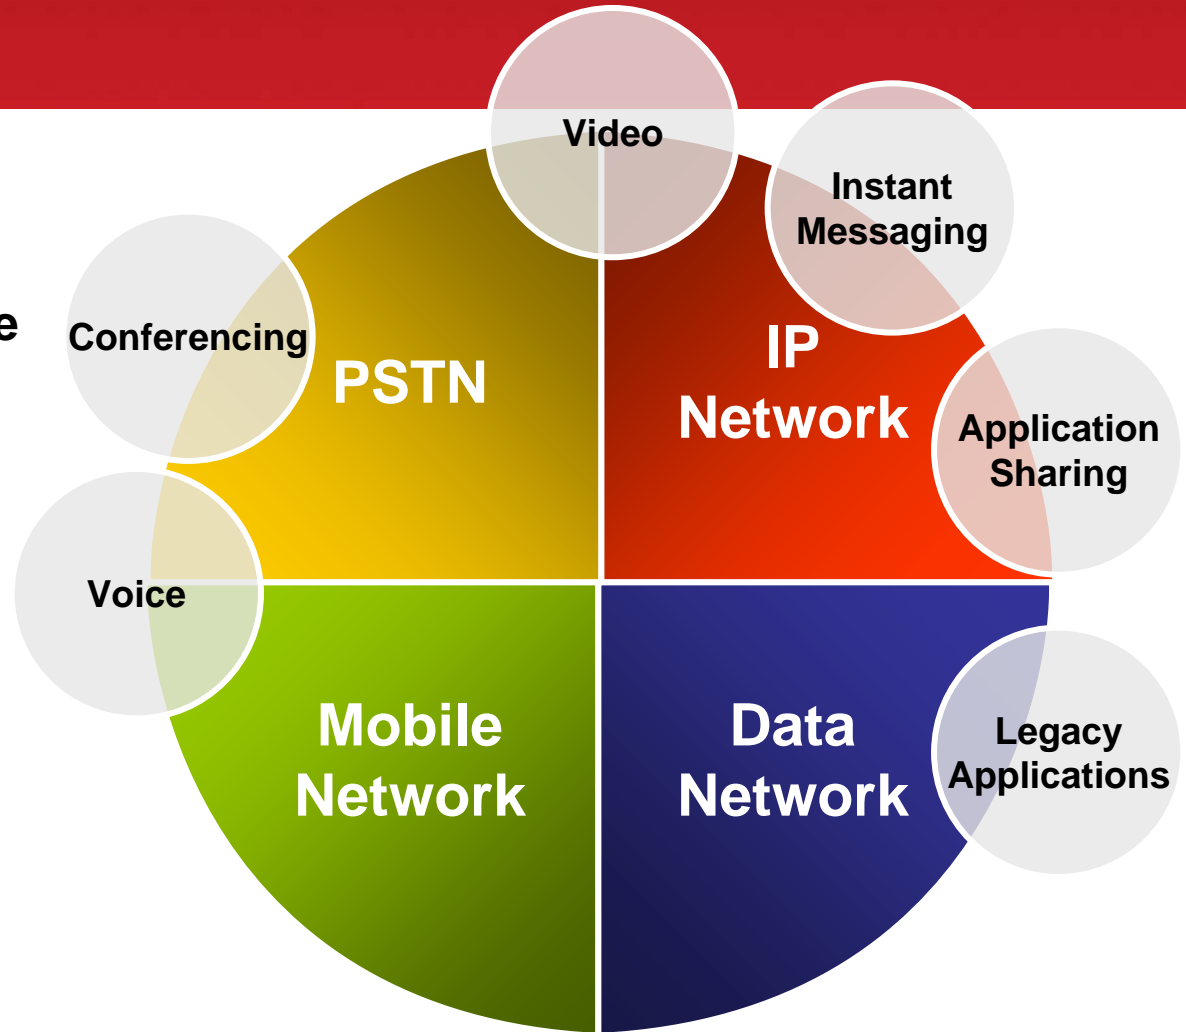 Video
Instant
Messaging
e
Conferencing
PSTN
IP
Network
Application
Sharing
Voice
Mobile
Network
Data
Network
Legacy
Applications